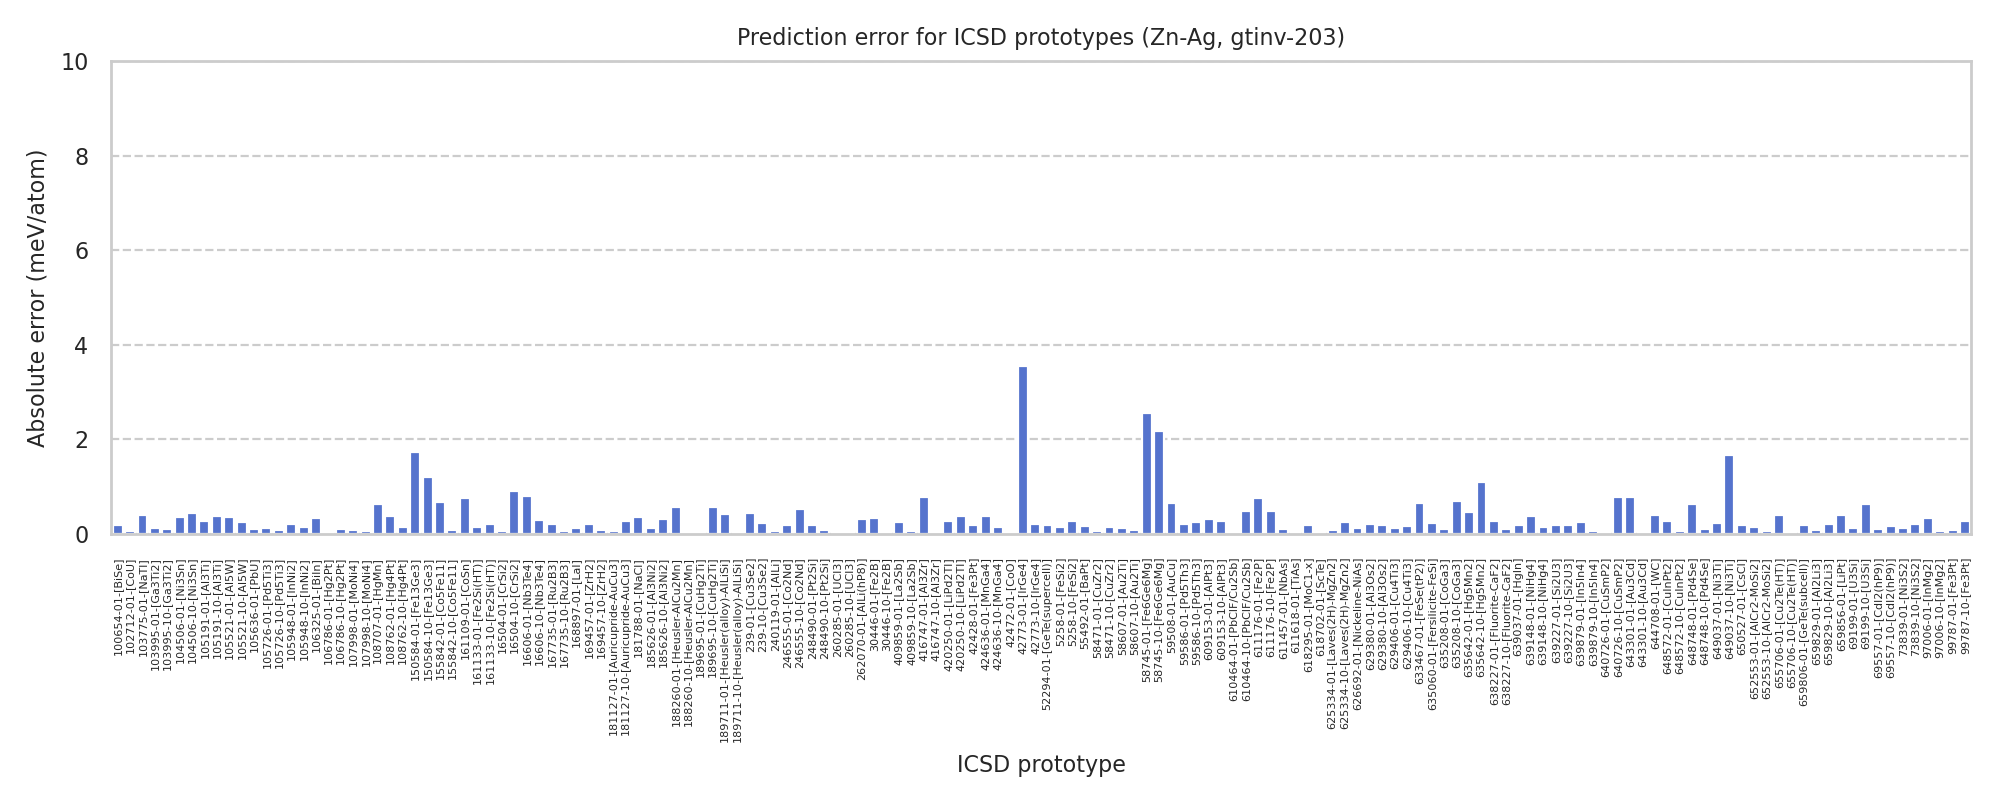 Prediction error for ICSD prototypes (Zn-Ag, gtinv-203)
Absolute error (meV/atom)
10
8
6
4
2
0
100654-01-[BiSe]
102712-01-[CoU]
103775-01-[NaTl]
103995-01-[Ga3Ti2]
103995-10-[Ga3Ti2]
104506-01-[Ni3Sn]
104506-10-[Ni3Sn]
105191-01-[Al3Ti]
105191-10-[Al3Ti]
105521-01-[Al5W]
105521-10-[Al5W]
105636-01-[PbU]
105726-01-[Pd5Ti3]
105726-10-[Pd5Ti3]
105948-01-[InNi2]
105948-10-[InNi2]
106325-01-[BiIn]
106786-01-[Hg2Pt]
106786-10-[Hg2Pt]
107998-01-[MoNi4]
107998-10-[MoNi4]
108707-01-[HgMn]
108762-01-[Hg4Pt]
108762-10-[Hg4Pt]
150584-01-[Fe13Ge3]
150584-10-[Fe13Ge3]
155842-01-[Co5Fe11]
155842-10-[Co5Fe11]
161109-01-[CoSn]
161133-01-[Fe2Si(HT)]
161133-10-[Fe2Si(HT)]
16504-01-[CrSi2]
16504-10-[CrSi2]
16606-01-[Nb3Te4]
16606-10-[Nb3Te4]
167735-01-[Ru2B3]
167735-10-[Ru2B3]
168897-01-[LaI]
169457-01-[ZrH2]
169457-10-[ZrH2]
181127-01-[Auricupride-AuCu3]
181127-10-[Auricupride-AuCu3]
181788-01-[NaCl]
185626-01-[Al3Ni2]
185626-10-[Al3Ni2]
188260-01-[Heusler-AlCu2Mn]
188260-10-[Heusler-AlCu2Mn]
189695-01-[CuHg2Ti]
189695-10-[CuHg2Ti]
189711-01-[Heusler(alloy)-AlLiSi]
189711-10-[Heusler(alloy)-AlLiSi]
239-01-[Cu3Se2]
239-10-[Cu3Se2]
240119-01-[AlLi]
246555-01-[Co2Nd]
246555-10-[Co2Nd]
248490-01-[Pt2Si]
248490-10-[Pt2Si]
260285-01-[UCl3]
260285-10-[UCl3]
262070-01-[AlLi(hP8)]
30446-01-[Fe2B]
30446-10-[Fe2B]
409859-01-[La2Sb]
409859-10-[La2Sb]
416747-01-[Al3Zr]
416747-10-[Al3Zr]
420250-01-[LiPd2Tl]
420250-10-[LiPd2Tl]
42428-01-[Fe3Pt]
424636-01-[MnGa4]
424636-10-[MnGa4]
42472-01-[CoO]
42773-01-[IrGe4]
42773-10-[IrGe4]
52294-01-[GeTe(supercell)]
5258-01-[FeSi2]
5258-10-[FeSi2]
55492-01-[BaPt]
58471-01-[CuZr2]
58471-10-[CuZr2]
58607-01-[Au2Ti]
58607-10-[Au2Ti]
58745-01-[Fe6Ge6Mg]
58745-10-[Fe6Ge6Mg]
59508-01-[AuCu]
59586-01-[Pd5Th3]
59586-10-[Pd5Th3]
609153-01-[AlPt3]
609153-10-[AlPt3]
610464-01-[PbClF/Cu2Sb]
610464-10-[PbClF/Cu2Sb]
611176-01-[Fe2P]
611176-10-[Fe2P]
611457-01-[NbAs]
611618-01-[TiAs]
618295-01-[MoC1-x]
618702-01-[ScTe]
625334-01-[Laves(2H)-MgZn2]
625334-10-[Laves(2H)-MgZn2]
626692-01-[Nickeline-NiAs]
629380-01-[Al3Os2]
629380-10-[Al3Os2]
629406-01-[Cu4Ti3]
629406-10-[Cu4Ti3]
633467-01-[FeSe(tP2)]
635060-01-[Fersilicite-FeSi]
635208-01-[CoGa3]
635208-10-[CoGa3]
635642-01-[Hg5Mn2]
635642-10-[Hg5Mn2]
638227-01-[Fluorite-CaF2]
638227-10-[Fluorite-CaF2]
639037-01-[HgIn]
639148-01-[NiHg4]
639148-10-[NiHg4]
639227-01-[Si2U3]
639227-10-[Si2U3]
639879-01-[In5In4]
639879-10-[In5In4]
640726-01-[CuSmP2]
640726-10-[CuSmP2]
643301-01-[Au3Cd]
643301-10-[Au3Cd]
644708-01-[WC]
648572-01-[CuInPt2]
648572-10-[CuInPt2]
648748-01-[Pd4Se]
648748-10-[Pd4Se]
649037-01-[Ni3Ti]
649037-10-[Ni3Ti]
650527-01-[CsCl]
652553-01-[AlCr2-MoSi2]
652553-10-[AlCr2-MoSi2]
655706-01-[Cu2Te(HT)]
655706-10-[Cu2Te(HT)]
659806-01-[GeTe(subcell)]
659829-01-[Al2Li3]
659829-10-[Al2Li3]
659856-01-[LiPt]
69199-01-[U3Si]
69199-10-[U3Si]
69557-01-[CdI2(hP9)]
69557-10-[CdI2(hP9)]
73839-01-[Ni3S2]
73839-10-[Ni3S2]
97006-01-[InMg2]
97006-10-[InMg2]
99787-01-[Fe3Pt]
99787-10-[Fe3Pt]
ICSD prototype